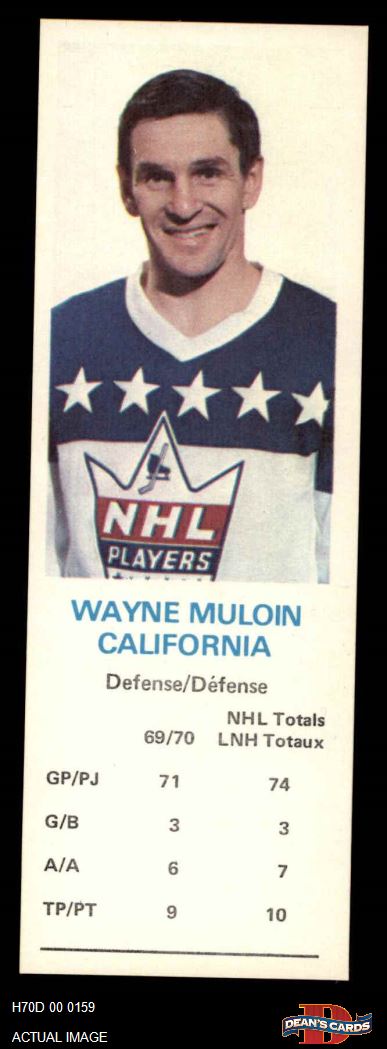 NHL
PLAYERS
WAYNE MULOIN
CALIFORNIA
Defense/Défense
69/70 NHL Totals
LNH Totaux
GP/PJ 71 74
G/B 3 3
A/A 6 7
TP/PT 9 10
H70D 00 0159
ACTUAL IMAGE
D
DEAN'S CARDS